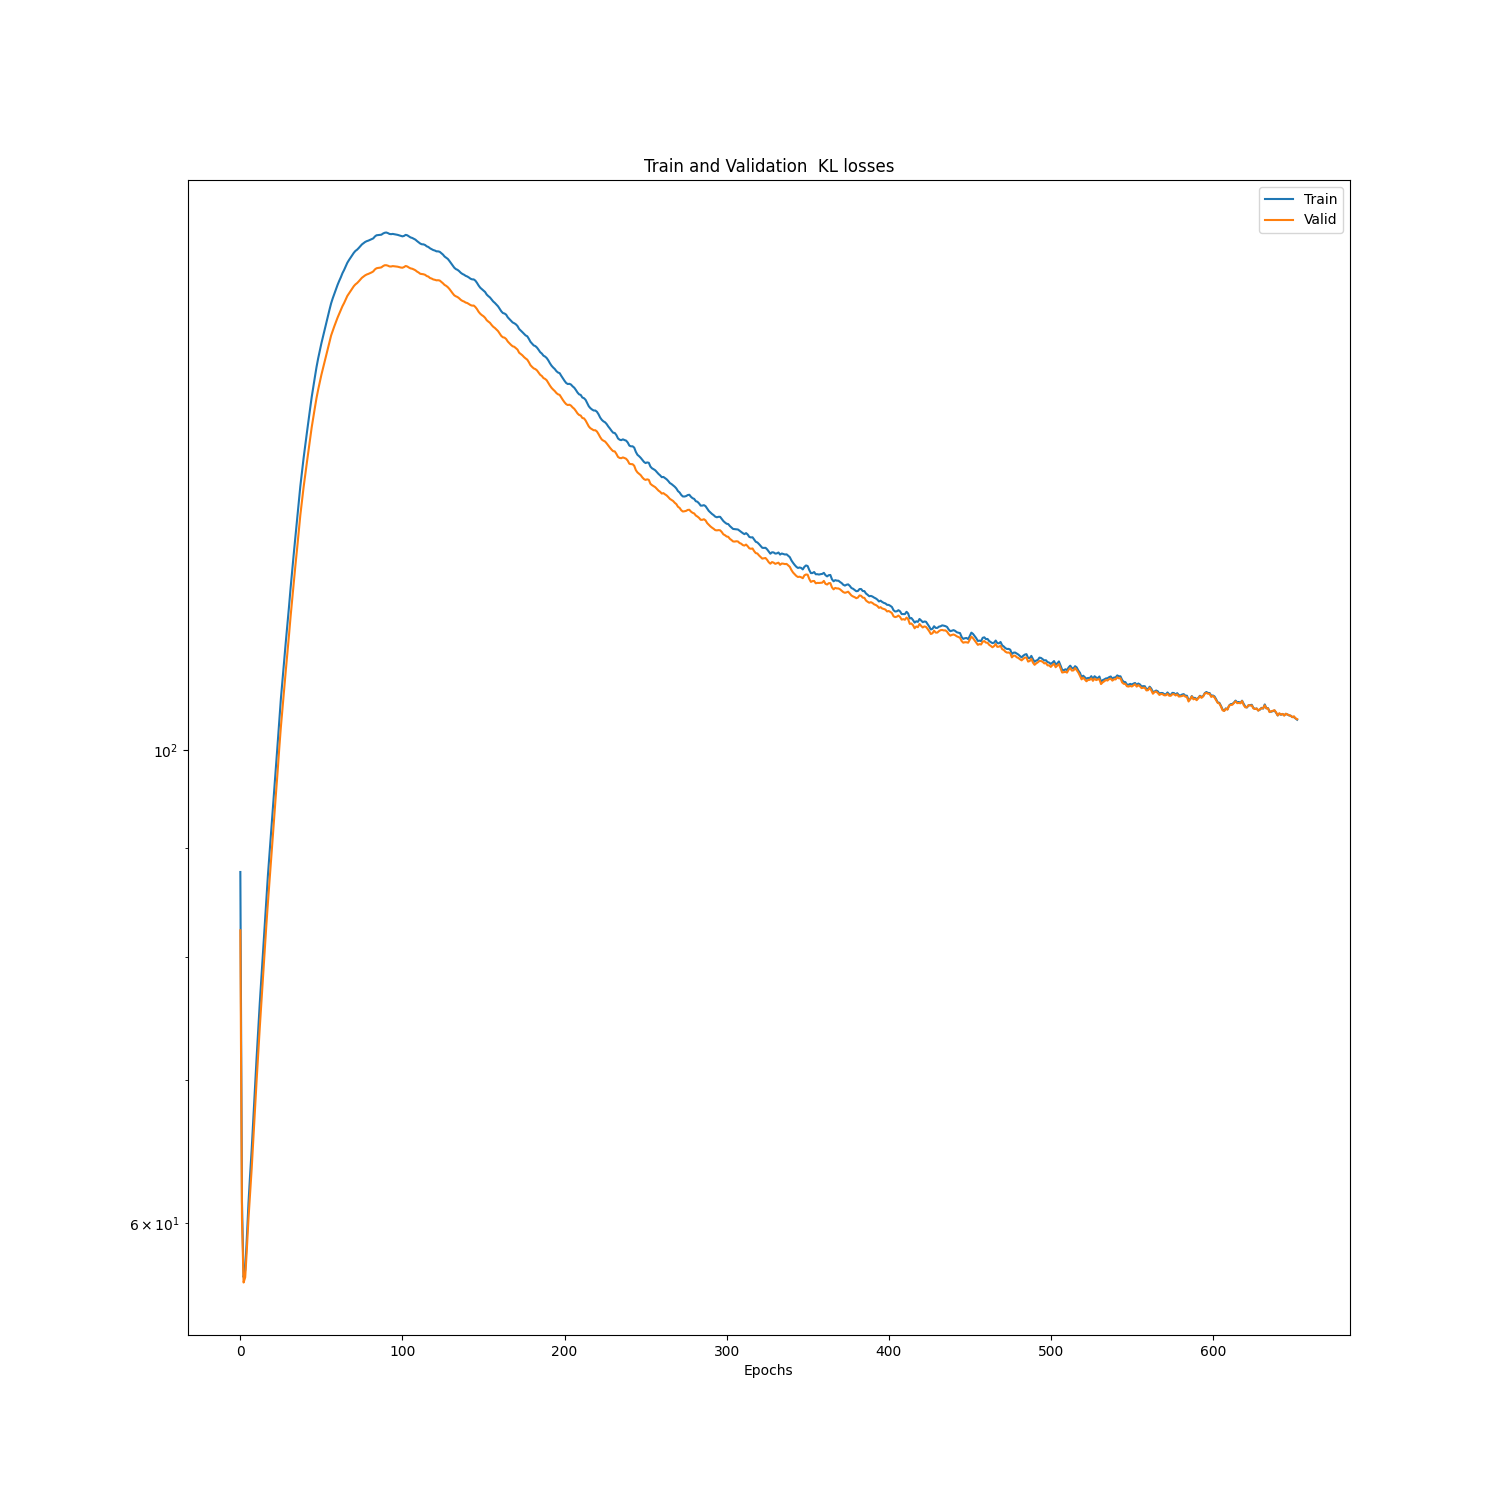 Train and Validation  KL losses
Train
Valid
10²
6 × 10¹
0 100 200 300 400 500 600
Epochs